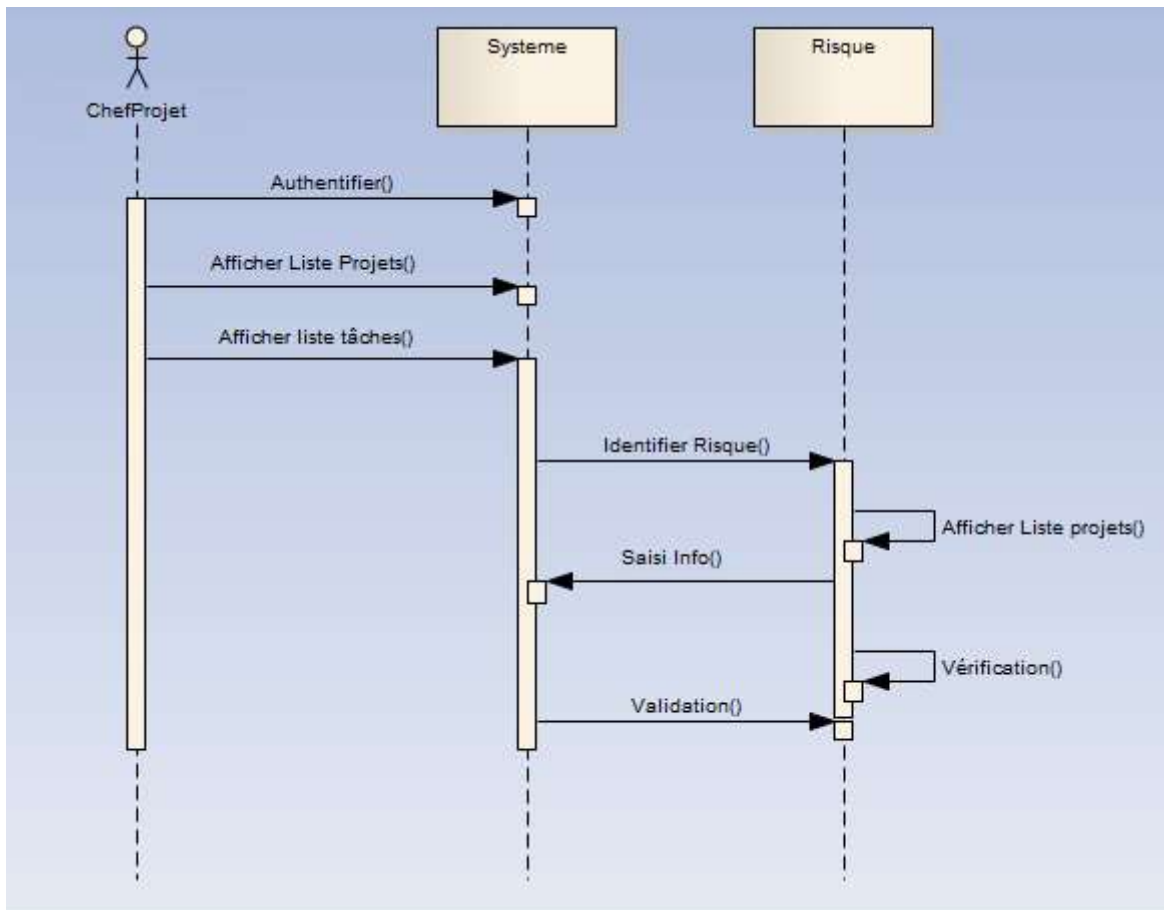 Systeme
Risque
ChefProjet
Authentifier()
Afficher Liste Projets()
Afficher liste tâches()
Identifier Risque()
Afficher Liste projets()
Saisi Info()
Vérification()
Validation()